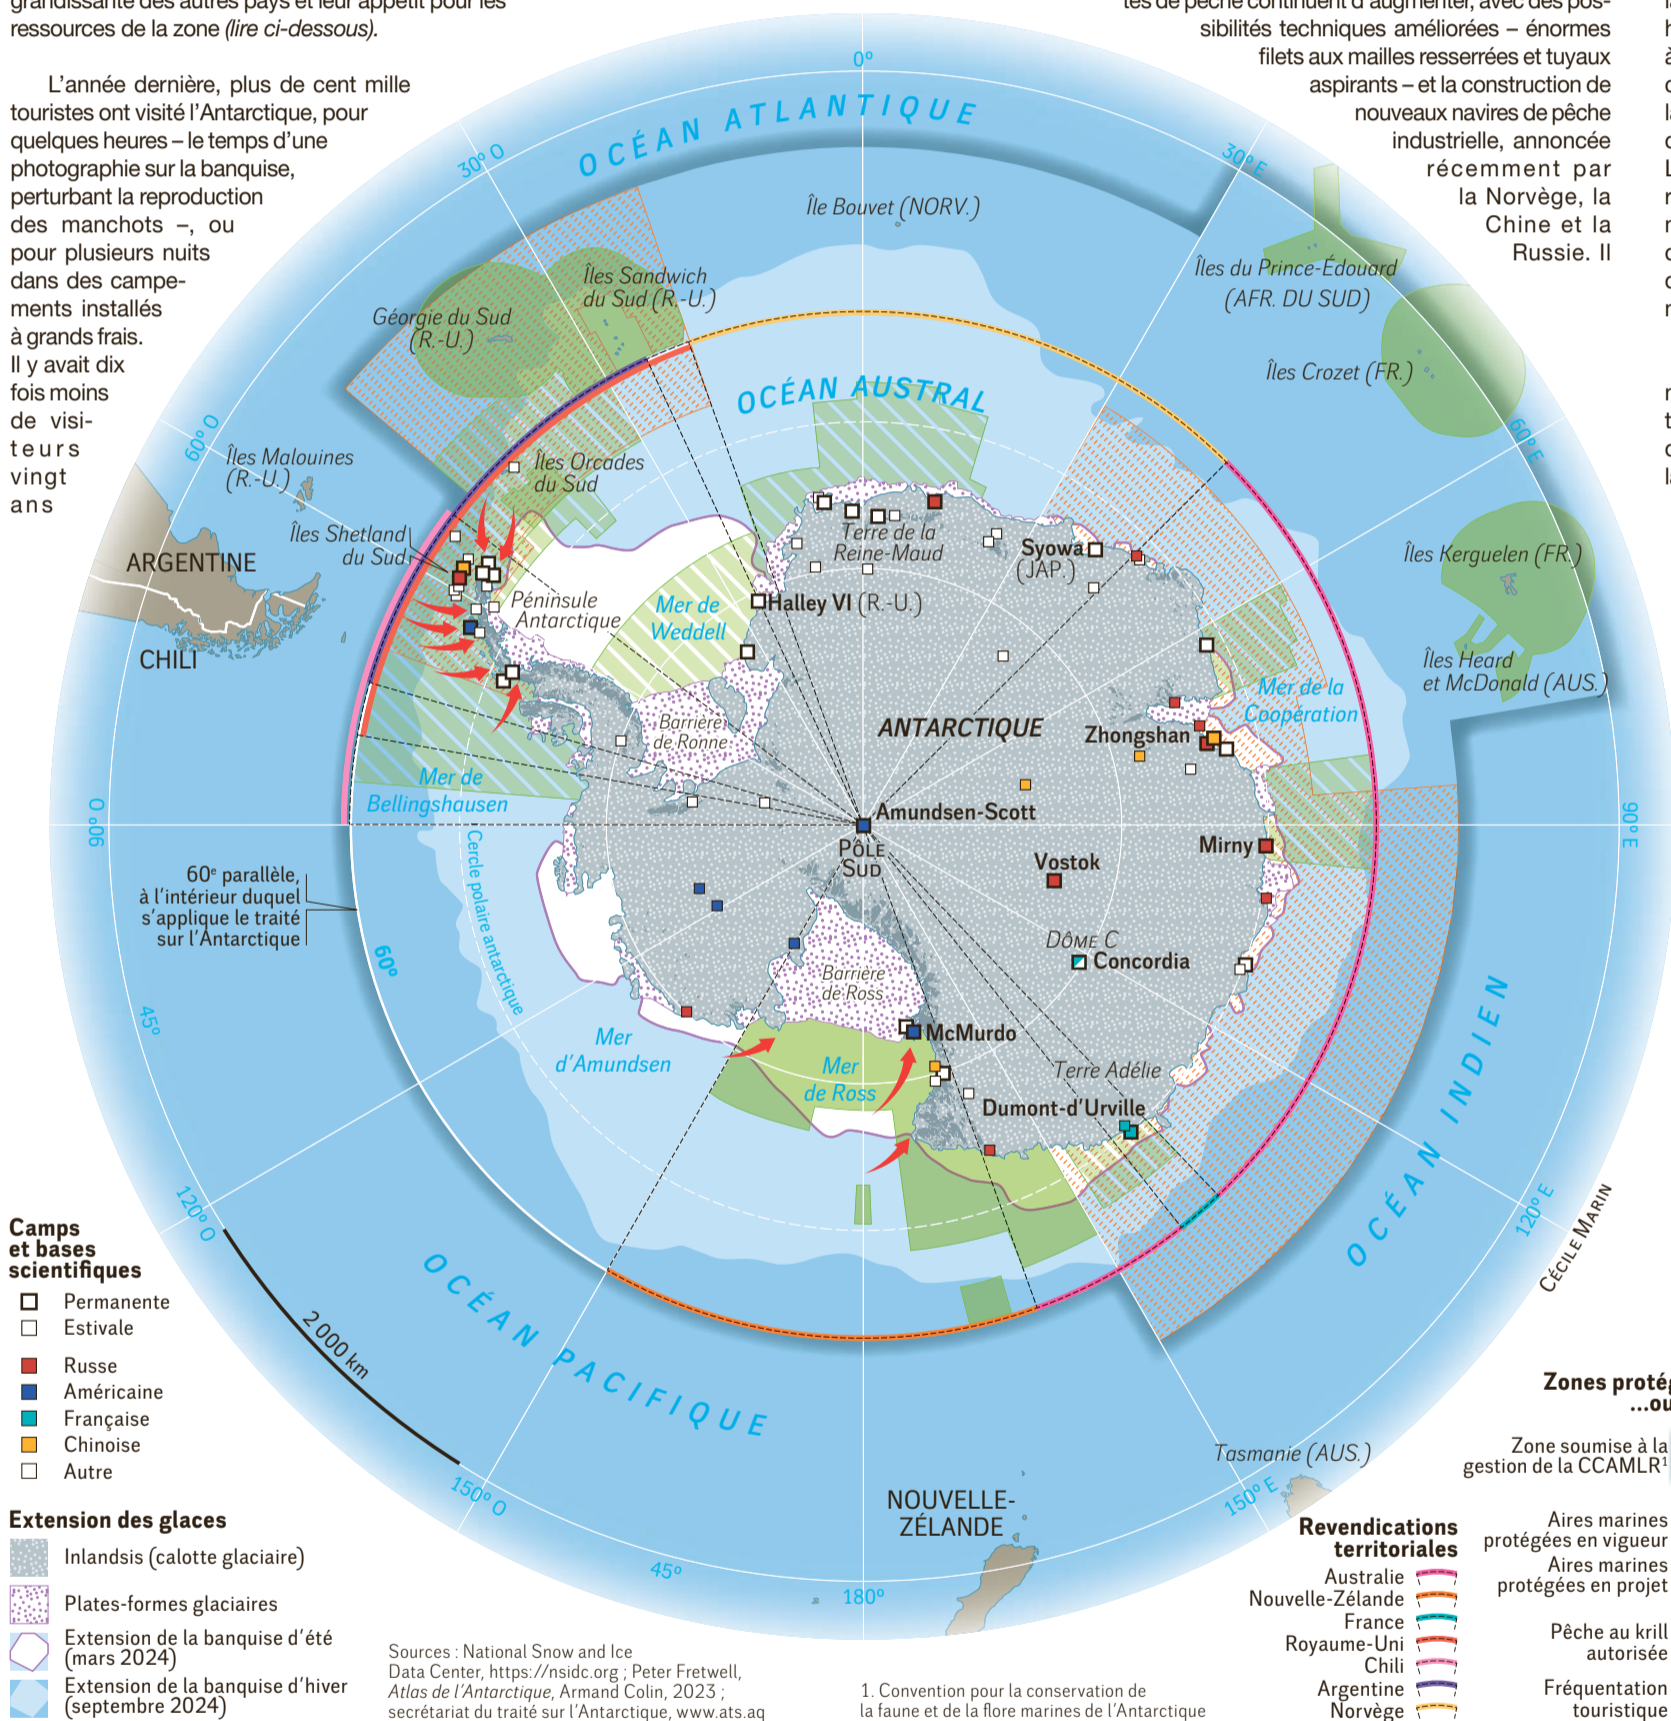 grandissante des autres pays et leur appétit pour les
ressources de la zone (lire ci-dessous).
L'année dernière, plus de cent mille
touristes ont visité l'Antarctique, pour
quelques heures – le temps d'une
photographie sur la banquise,
perturbant la reproduction
des manchots –, ou
pour plusieurs nuits
dans des campe-
ments installés
à grands frais.
Il y avait dix
fois moins
de visi-
teurs
vingt
ans
tés de pêche continuent d'augmenter, avec des pos-
sibilités techniques améliorées – énormes
filets aux mailles resserrées et tuyaux
aspirants – et la construction de
nouveaux navires de pêche
industrielle, annoncée
récemment par
la Norvège, la
Chine et la
Russie. Il
0°
30° O
30° E
60° O
60° E
90° O
90° E
120° O
120° E
150° O
150° E
180°
45°
45°
60°
OCÉAN ATLANTIQUE
OCÉAN AUSTRAL
OCÉAN INDIEN
OCÉAN PACIFIQUE
Île Bouvet (NORV.)
Îles du Prince-Édouard
(AFR. DU SUD)
Îles Sandwich
du Sud (R.-U.)
Géorgie du Sud
(R.-U.)
Îles Crozet (FR.)
Îles Malouines
(R.-U.)
Îles Orcades
du Sud
Îles Shetland
du Sud
ARGENTINE
CHILI
Îles Kerguelen (FR.)
Îles Heard
et McDonald (AUS.)
Terre de la
Reine-Maud
Syowa
(JAP.)
Halley VI (R.-U.)
Péninsule
Antarctique
Mer de
Weddell
Mer de la
Coopération
Barrière
de Ronne
ANTARCTIQUE
Zhongshan
Mer de
Bellingshausen
Amundsen-Scott
PÔLE
SUD
Mirny
Vostok
60e parallèle,
à l'intérieur duquel
s'applique le traité
sur l'Antarctique
Cercle polaire antarctique
DÔME C
Concordia
Barrière
de Ross
McMurdo
Mer
d'Amundsen
Mer
de Ross
Terre Adélie
Dumont-d'Urville
CÉCILE MARIN
Tasmanie (AUS.)
NOUVELLE-
ZÉLANDE
2 000 km
Camps
et bases
scientifiques
Permanente
Estivale
Russe
Américaine
Française
Chinoise
Autre
Extension des glaces
Inlandsis (calotte glaciaire)
Plates-formes glaciaires
Extension de la banquise d'été
(mars 2024)
Extension de la banquise d'hiver
(septembre 2024)
Sources : National Snow and Ice
Data Center, https://nsidc.org ; Peter Fretwell,
Atlas de l'Antarctique, Armand Colin, 2023 ;
secrétariat du traité sur l'Antarctique, www.ats.aq
1. Convention pour la conservation de
la faune et de la flore marines de l'Antarctique
Revendications
territoriales
Australie
Nouvelle-Zélande
France
Royaume-Uni
Chili
Argentine
Norvège
Zones proté
...ou
Zone soumise à la
gestion de la CCAMLR1
Aires marines
protégées en vigueur
Aires marines
protégées en projet
Pêche au krill
autorisée
Fréquentation
touristique